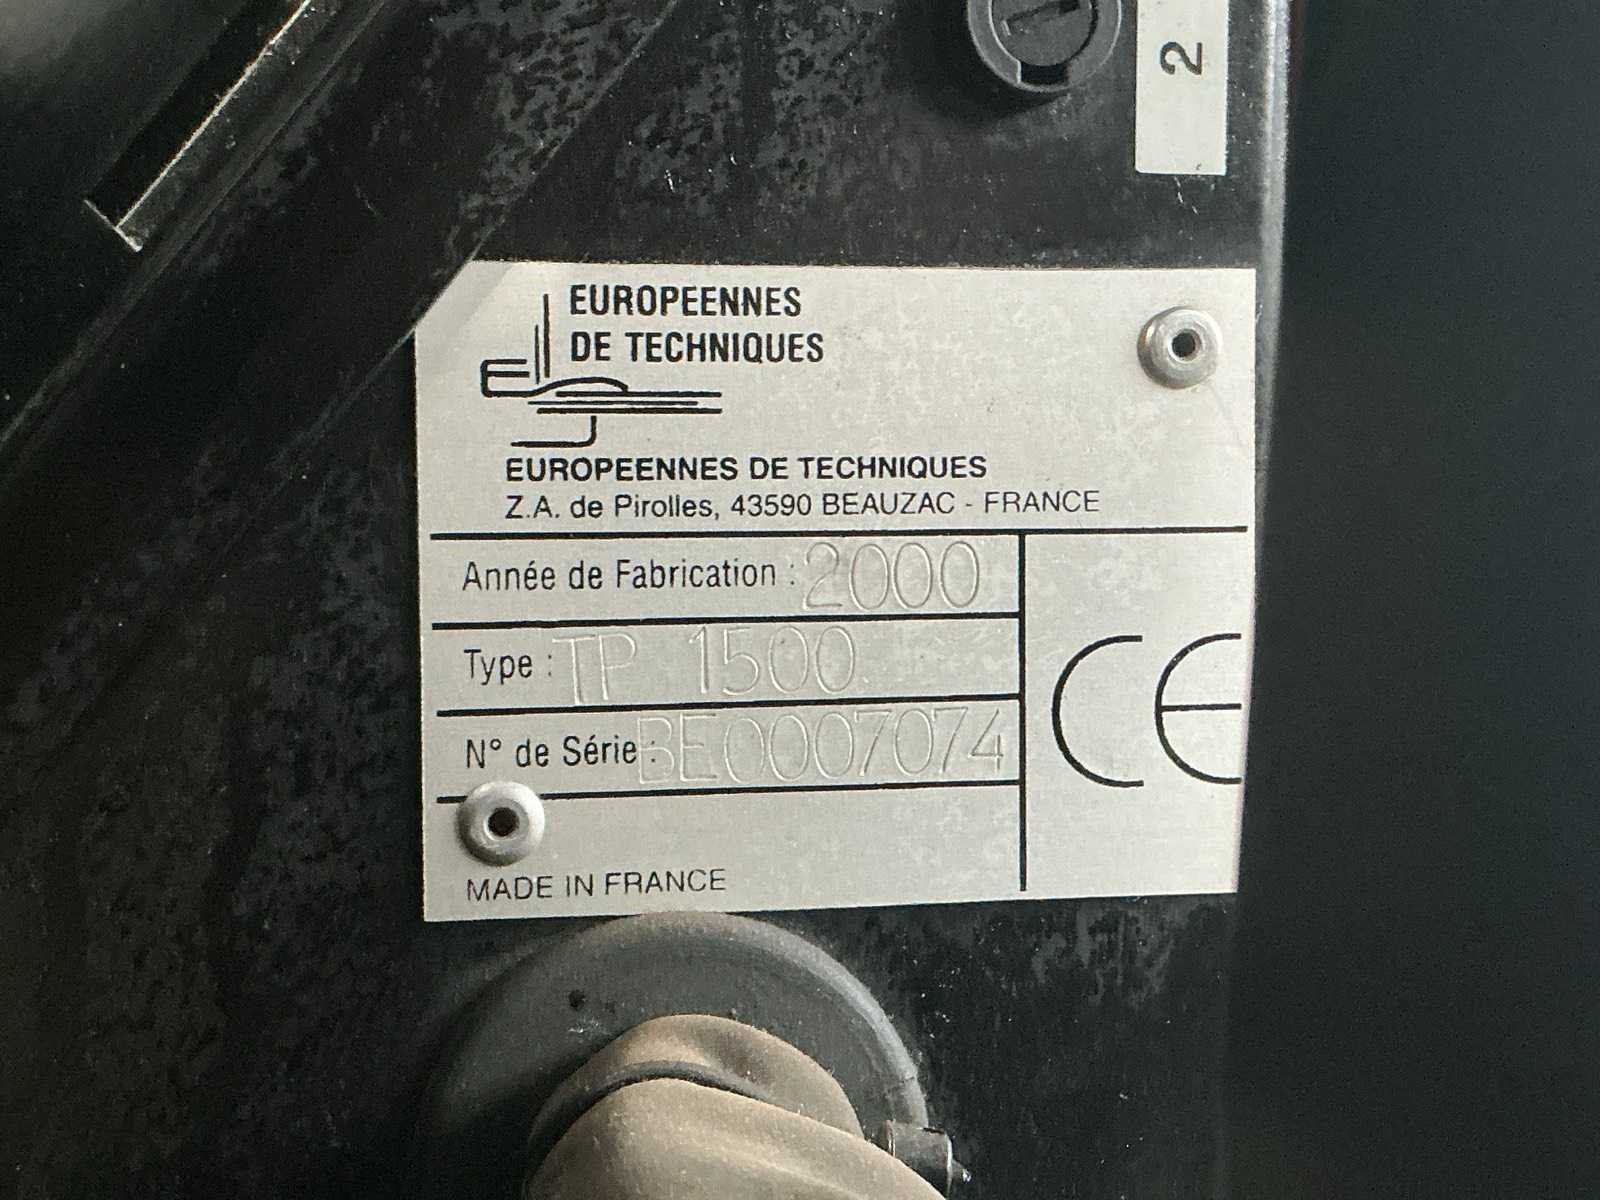 2
EUROPEENNES
DE TECHNIQUES
EUROPEENNES DE TECHNIQUES
Z.A. de Pirolles, 43590 BEAUZAC - FRANCE
Année de Fabrication : 2000
Type : TP 1500
N° de Série : BE0007074
CE
MADE IN FRANCE